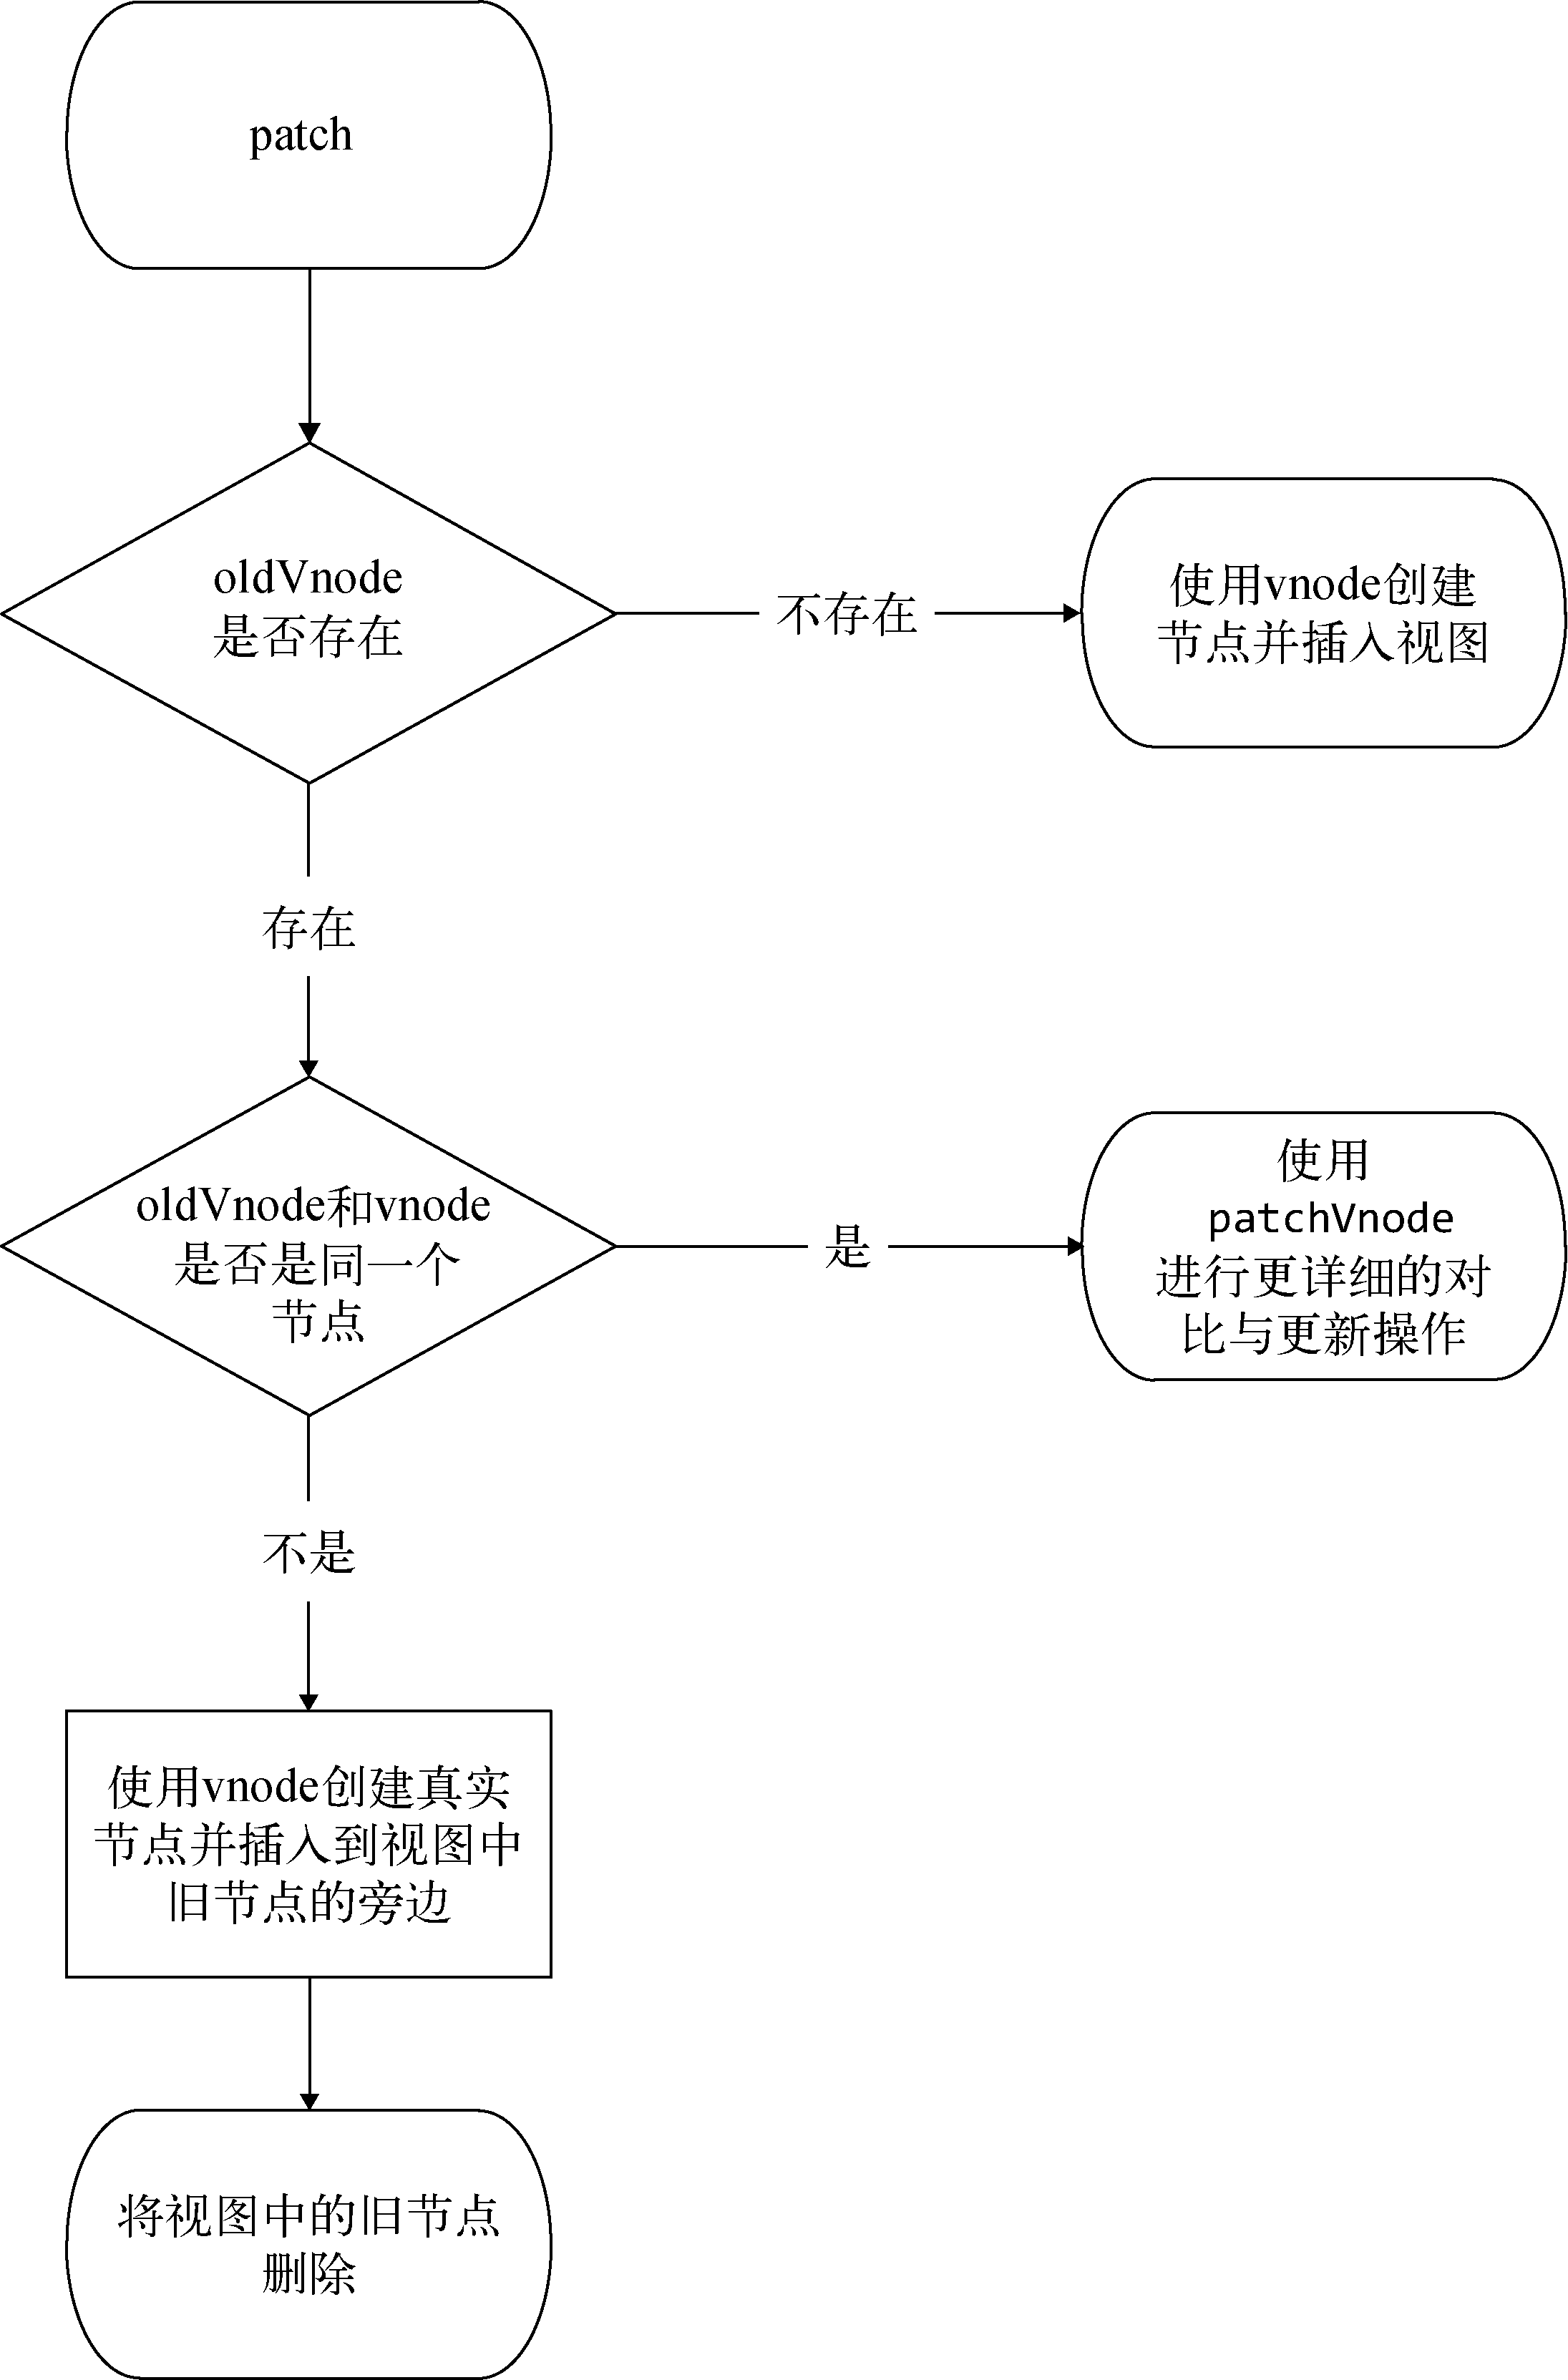 patch
oldVnode
是否存在
不存在
使用vnode创建
节点并插入视图
存在
oldVnode和vnode
是否是同一个
节点
是
使用
patchVnode
进行更详细的对
比与更新操作
不是
使用vnode创建真实
节点并插入到视图中
旧节点的旁边
将视图中的旧节点
删除